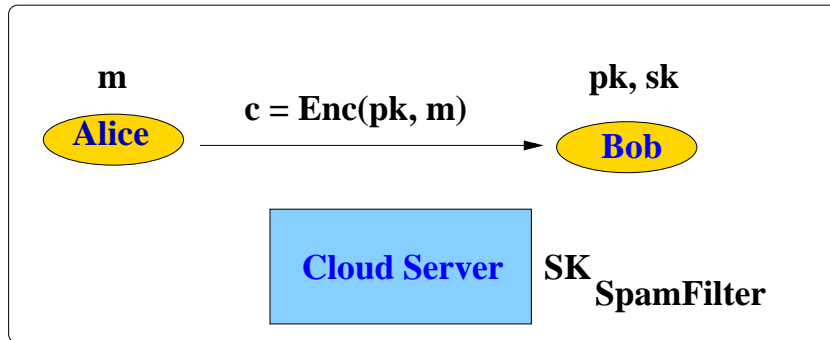 m
pk, sk
c = Enc(pk, m)
Alice
Bob
Cloud Server
SK SpamFilter